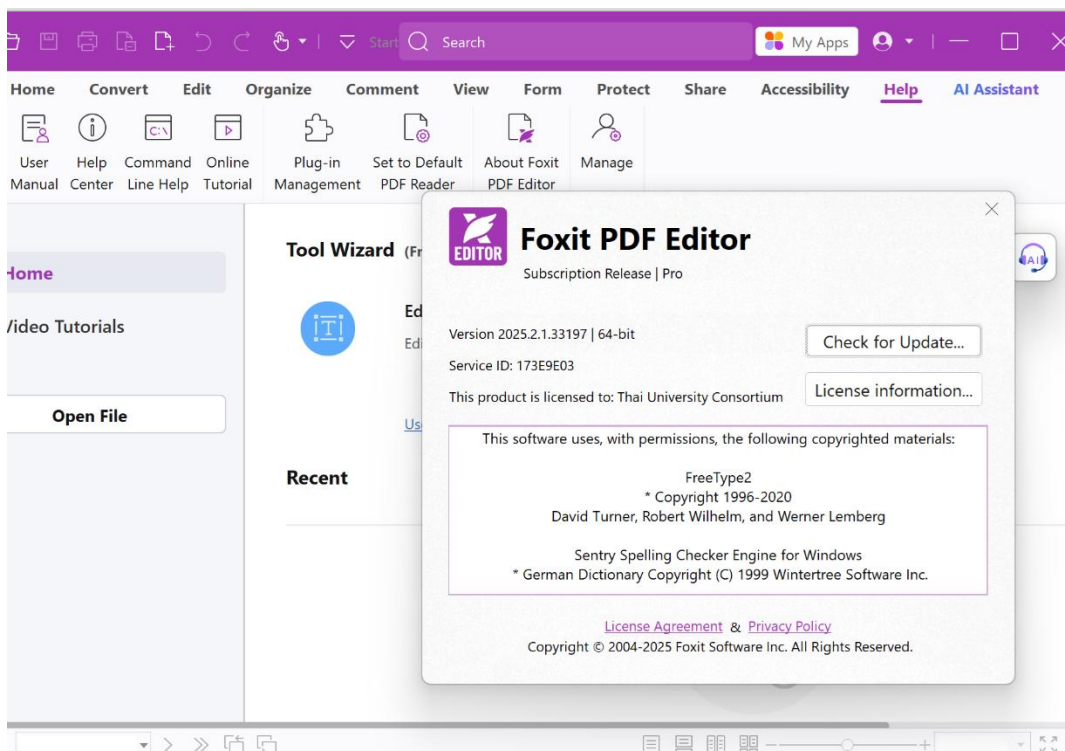 Start
Search
My Apps
Home Convert Edit Organize Comment View Form Protect Share Accessibility Help AI Assistant
User Manual
Help Center
C:\
Command Line Help
Online Tutorial
Plug-in Management
Set to Default PDF Reader
About Foxit PDF Editor
Manage
Home
Video Tutorials
Open File
Tool Wizard (Fr
Ed
Edi
Us
Recent
AI
EDITOR
Foxit PDF Editor
Subscription Release | Pro
Version 2025.2.1.33197 | 64-bit
Check for Update...
Service ID: 173E9E03
This product is licensed to: Thai University Consortium
License information...
This software uses, with permissions, the following copyrighted materials:
FreeType2
* Copyright 1996-2020
David Turner, Robert Wilhelm, and Werner Lemberg
Sentry Spelling Checker Engine for Windows
* German Dictionary Copyright (C) 1999 Wintertree Software Inc.
License Agreement & Privacy Policy
Copyright © 2004-2025 Foxit Software Inc. All Rights Reserved.